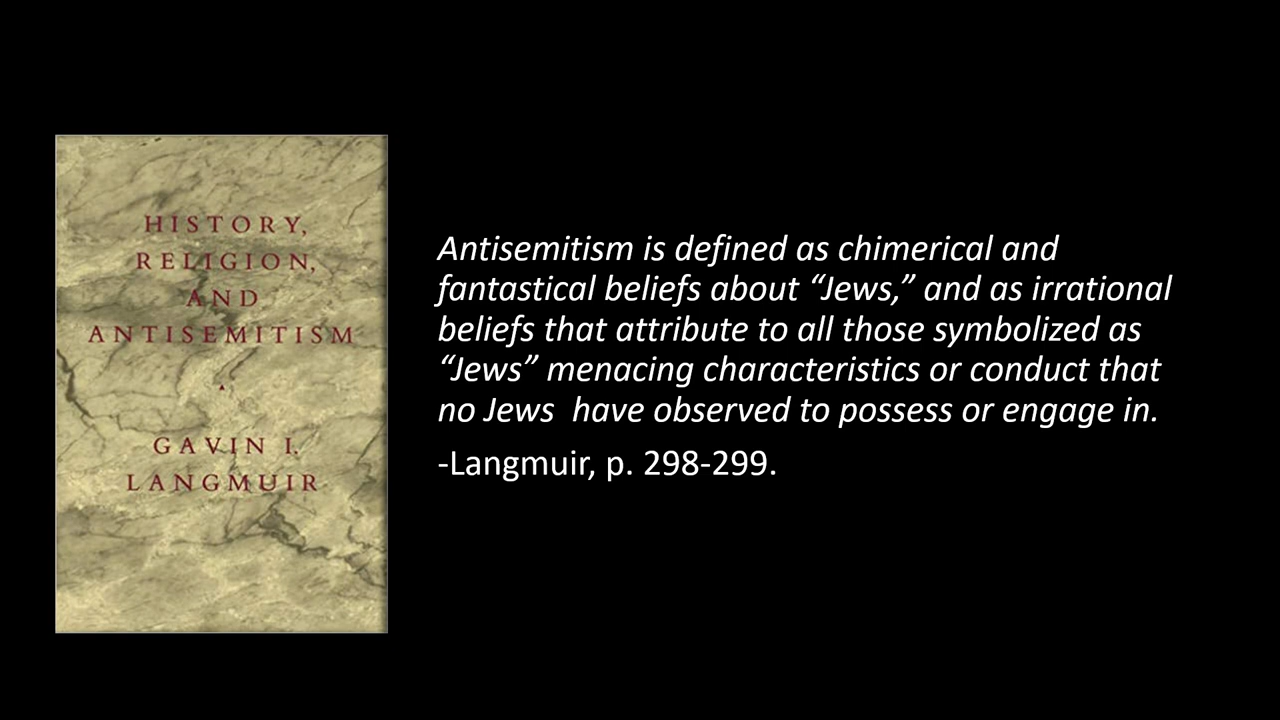 HISTORY,
RELIGION,
AND
ANTISEMITISM
GAVIN I.
LANGMUIR
Antisemitism is defined as chimerical and
fantastical beliefs about “Jews,” and as irrational
beliefs that attribute to all those symbolized as
“Jews” menacing characteristics or conduct that
no Jews  have observed to possess or engage in.
-Langmuir, p. 298-299.